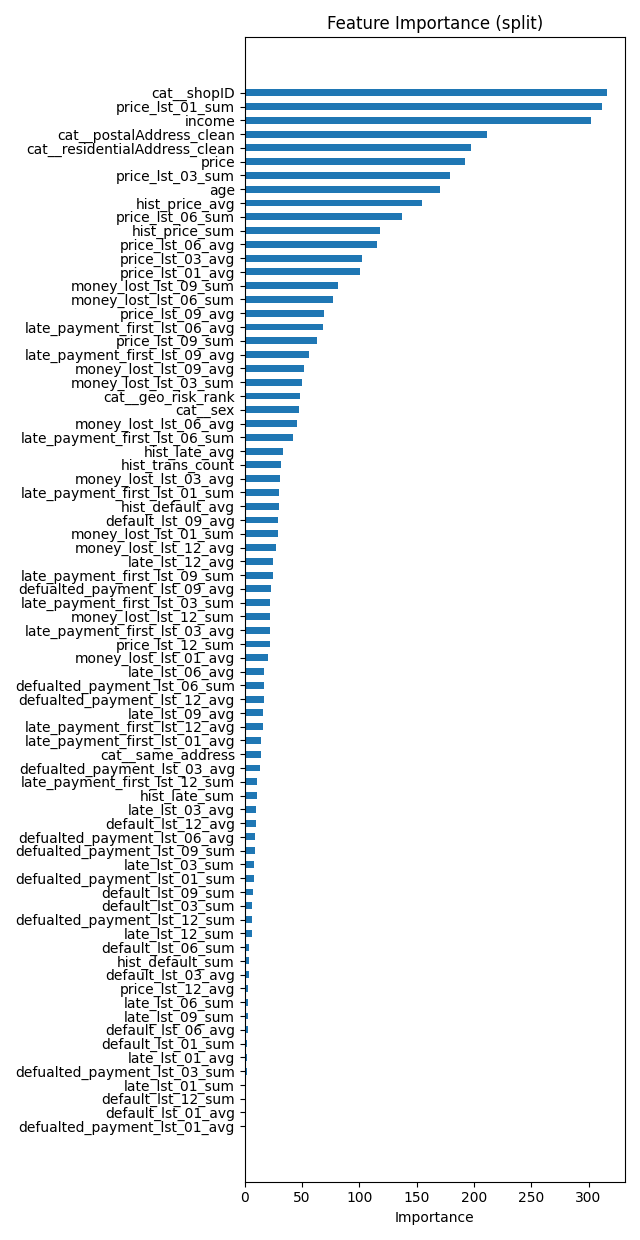 Feature Importance (split)
cat__shopID
price_lst_01_sum
income
cat__postalAddress_clean
cat__residentialAddress_clean
price
price_lst_03_sum
age
hist_price_avg
price_lst_06_sum
hist_price_sum
price_lst_06_avg
price_lst_03_avg
price_lst_01_avg
money_lost_lst_09_sum
money_lost_lst_06_sum
price_lst_09_avg
late_payment_first_lst_06_avg
price_lst_09_sum
late_payment_first_lst_09_avg
money_lost_lst_09_avg
money_lost_lst_03_sum
cat__geo_risk_rank
cat__sex
money_lost_lst_06_avg
late_payment_first_lst_06_sum
hist_late_avg
hist_trans_count
money_lost_lst_03_avg
late_payment_first_lst_01_sum
hist_default_avg
default_lst_09_avg
money_lost_lst_01_sum
money_lost_lst_12_avg
late_lst_12_avg
late_payment_first_lst_09_sum
defualted_payment_lst_09_avg
late_payment_first_lst_03_sum
money_lost_lst_12_sum
late_payment_first_lst_03_avg
price_lst_12_sum
money_lost_lst_01_avg
late_lst_06_avg
defualted_payment_lst_06_sum
defualted_payment_lst_12_avg
late_lst_09_avg
late_payment_first_lst_12_avg
late_payment_first_lst_01_avg
cat__same_address
defualted_payment_lst_03_avg
late_payment_first_lst_12_sum
hist_late_sum
late_lst_03_avg
default_lst_12_avg
defualted_payment_lst_06_avg
defualted_payment_lst_09_sum
late_lst_03_sum
defualted_payment_lst_01_sum
default_lst_09_sum
default_lst_03_sum
defualted_payment_lst_12_sum
late_lst_12_sum
default_lst_06_sum
hist_default_sum
default_lst_03_avg
price_lst_12_avg
late_lst_06_sum
late_lst_09_sum
default_lst_06_avg
default_lst_01_sum
late_lst_01_avg
defualted_payment_lst_03_sum
late_lst_01_sum
default_lst_12_sum
default_lst_01_avg
defualted_payment_lst_01_avg
0 50 100 150 200 250 300
Importance